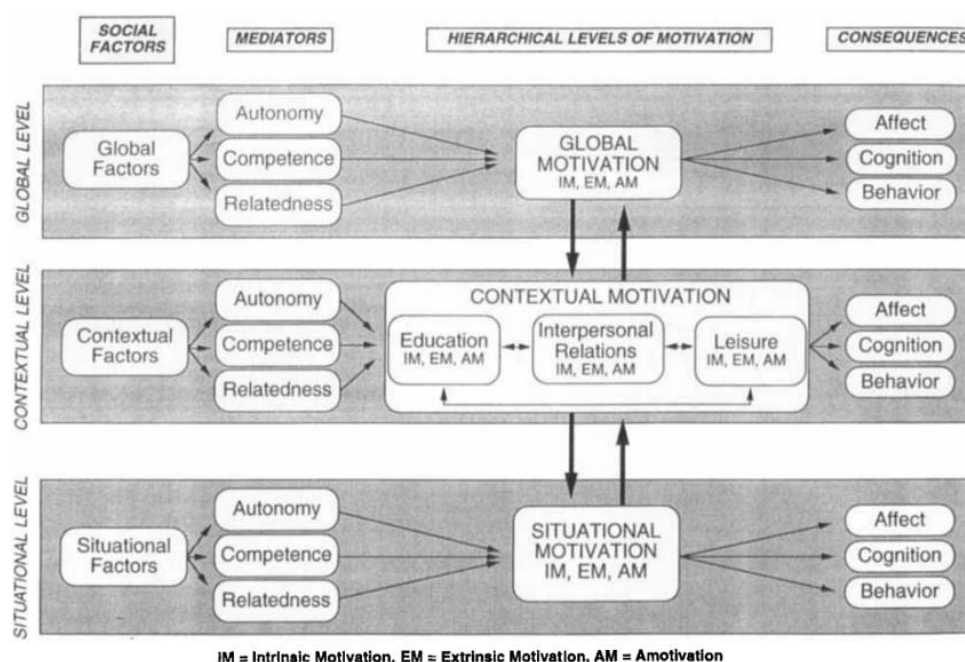 SOCIAL
FACTORS
MEDIATORS
HIERARCHICAL LEVELS OF MOTIVATION
CONSEQUENCES
GLOBAL LEVEL
Global
Factors
Autonomy
Competence
Relatedness
GLOBAL
MOTIVATION
IM, EM, AM
Affect
Cognition
Behavior
CONTEXTUAL LEVEL
Contextual
Factors
Autonomy
Competence
Relatedness
CONTEXTUAL MOTIVATION
Education
IM, EM, AM
Interpersonal
Relations
IM, EM, AM
Leisure
IM, EM, AM
Affect
Cognition
Behavior
SITUATIONAL LEVEL
Situational
Factors
Autonomy
Competence
Relatedness
SITUATIONAL
MOTIVATION
IM, EM, AM
Affect
Cognition
Behavior
IM = Intrinsic Motivation, EM = Extrinsic Motivation, AM = Amotivation